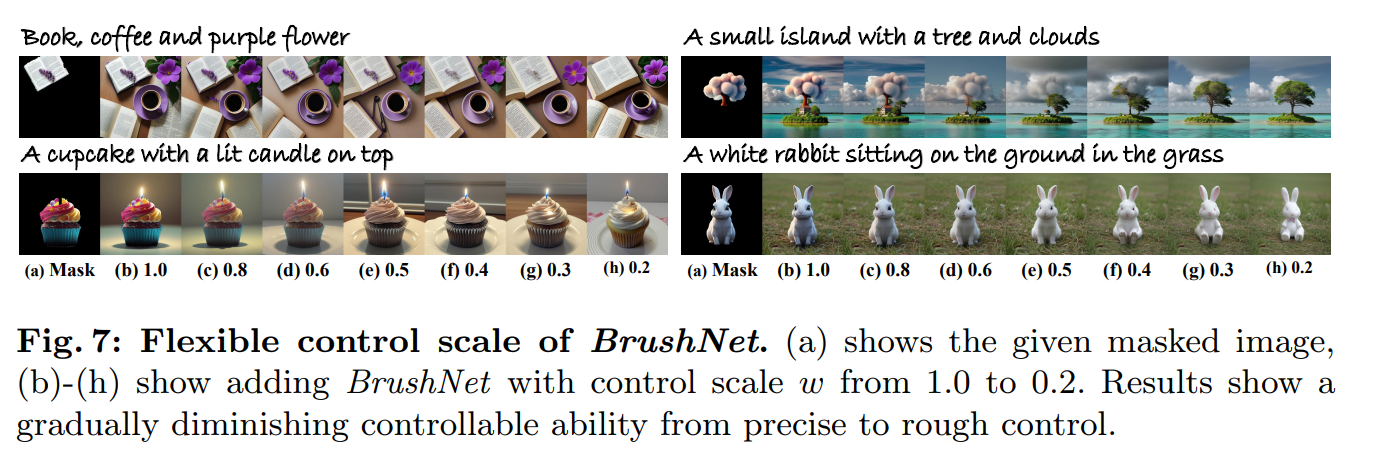 Book, coffee and purple flower
A small island with a tree and clouds
A cupcake with a lit candle on top
A white rabbit sitting on the ground in the grass
(a) Mask (b) 1.0 (c) 0.8 (d) 0.6 (e) 0.5 (f) 0.4 (g) 0.3 (h) 0.2
(a) Mask (b) 1.0 (c) 0.8 (d) 0.6 (e) 0.5 (f) 0.4 (g) 0.3 (h) 0.2
Fig. 7: Flexible control scale of BrushNet. (a) shows the given masked image,
(b)-(h) show adding BrushNet with control scale w from 1.0 to 0.2. Results show a
gradually diminishing controllable ability from precise to rough control.